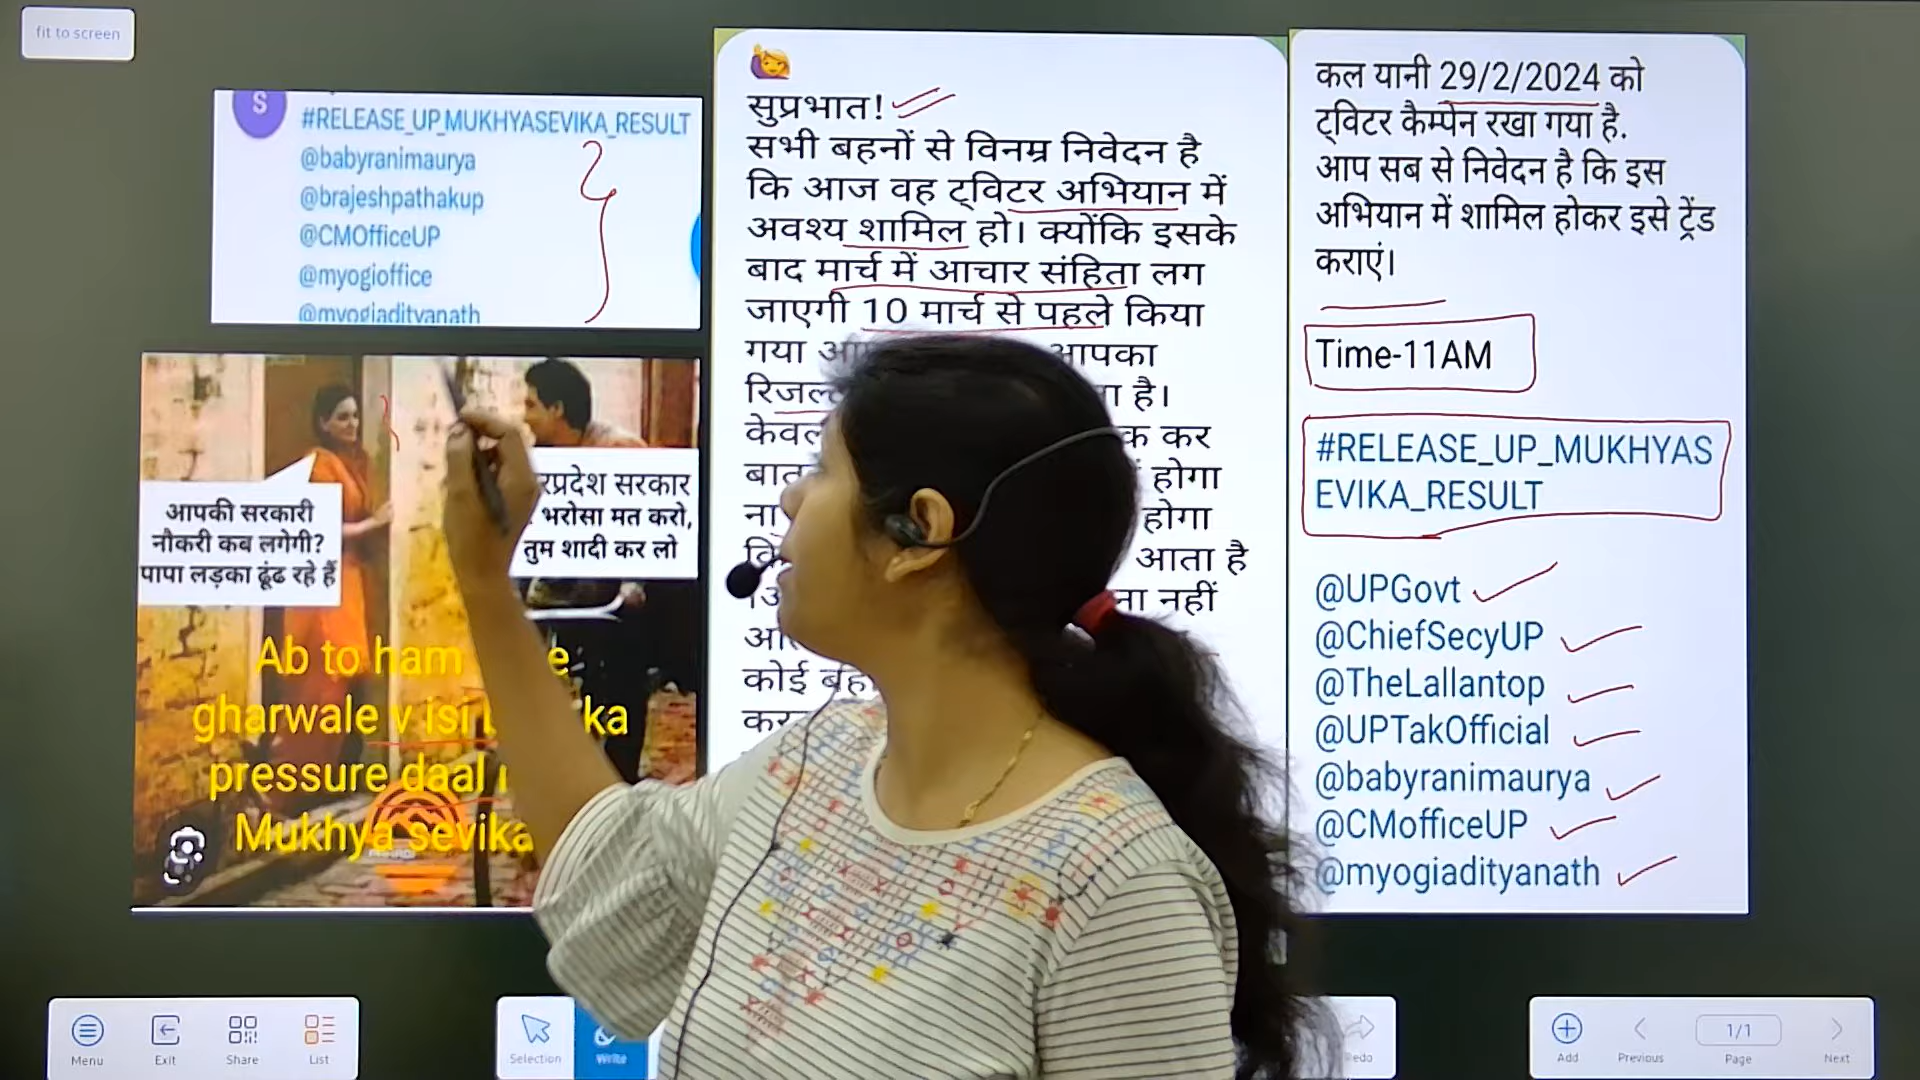 fit to screen
S
#RELEASE_UP_MUKHYASEVIKA_RESULT
@babyranimaurya
@brajeshpathakup
@CMOfficeUP
@myogioffice
@myogiadityanath
आपकी सरकारी
नौकरी कब लगेगी?
पापा लड़का ढूंढ रहे हैं
सरकार
भरोसा मत करो,
तुम शादी कर लो
Ab to ham
gharwale v isi ka
pressure daal
Mukhya sevika
सुप्रभात!
सभी बहनों से विनम्र निवेदन है
कि आज वह ट्विटर अभियान में
अवश्य शामिल हो। क्योंकि इसके
बाद मार्च में आचार संहिता लग
जाएगी 10 मार्च से पहले किया
गया आपका
है।
कर
होगा
होगा
आता है
नहीं
कोई
कल यानी 29/2/2024 को
ट्विटर कैम्पेन रखा गया है.
आप सब से निवेदन है कि इस
अभियान में शामिल होकर इसे ट्रेंड
कराएं।
Time-11AM
#RELEASE_UP_MUKHYAS
EVIKA_RESULT
@UPGovt
@ChiefSecyUP
@TheLallantop
@UPTakOfficial
@babyranimaurya
@CMofficeUP
@myogiadityanath
Menu
Exit
Share
List
Selection
Write
Add
Previous
1/1
Page
Next